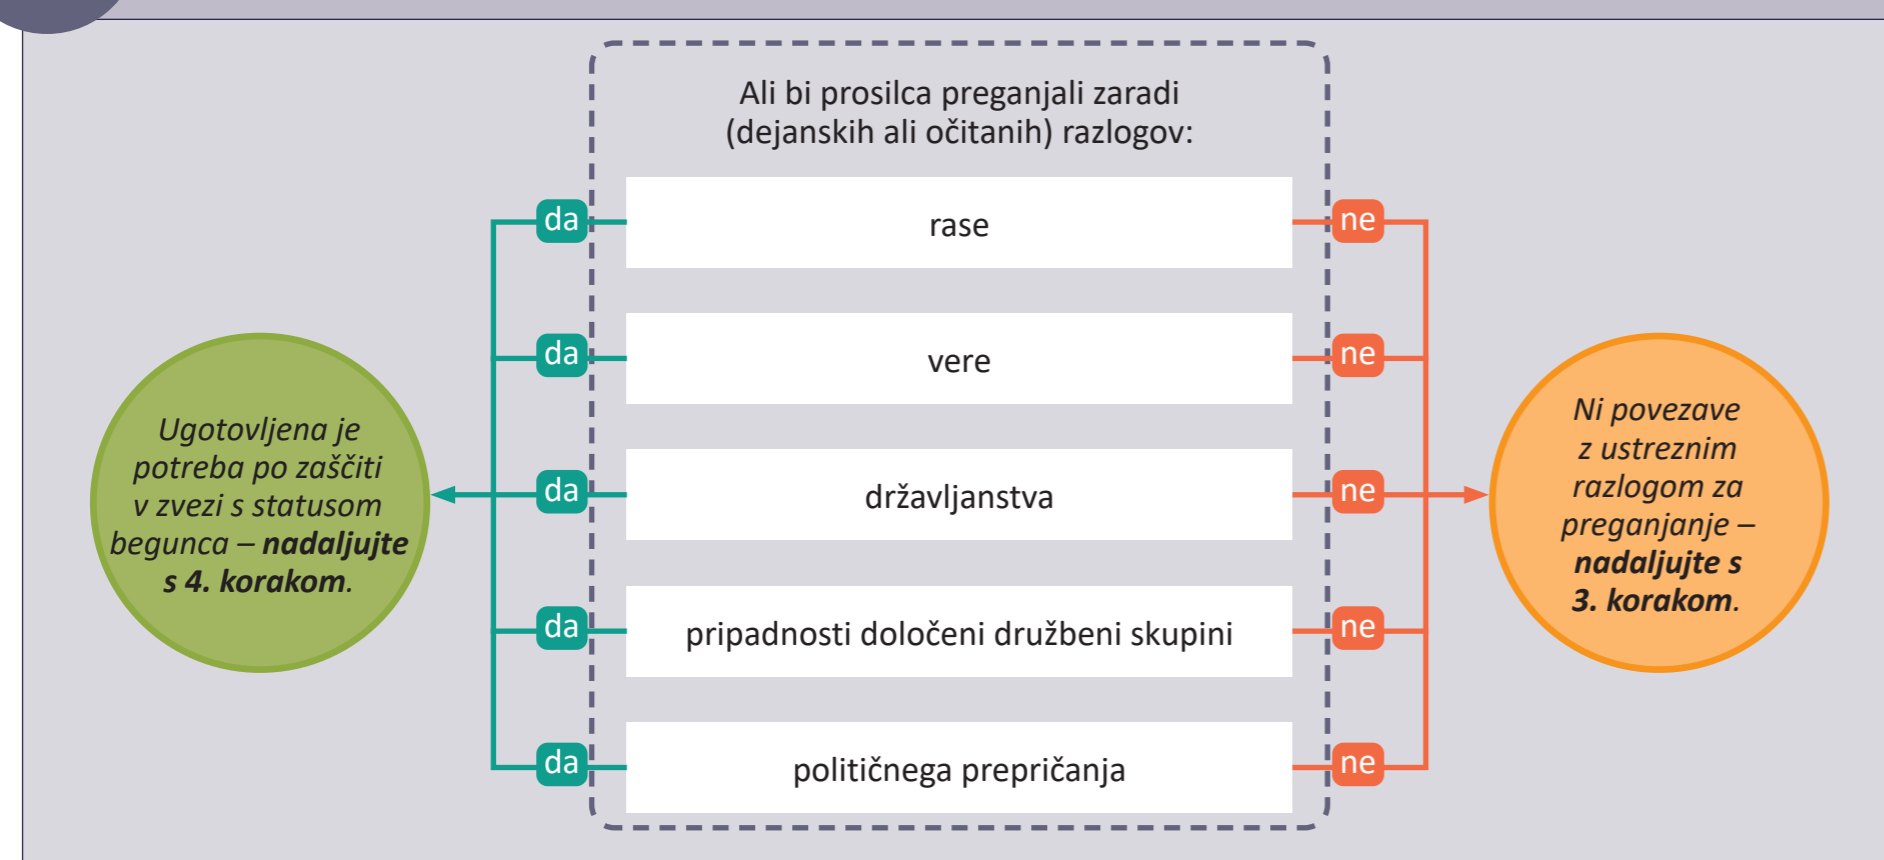 Ali bi prosilca preganjali zaradi
(dejanskih ali očitanih) razlogov:
da
rase
ne
da
vere
ne
da
državljanstva
ne
da
pripadnosti določeni družbeni skupini
ne
da
političnega prepričanja
ne
Ugotovljena je
potreba po zaščiti
v zvezi s statusom
begunca – nadaljujte
s 4. korakom.
Ni povezave
z ustreznim
razlogom za
preganjanje –
nadaljujte s
3. korakom.